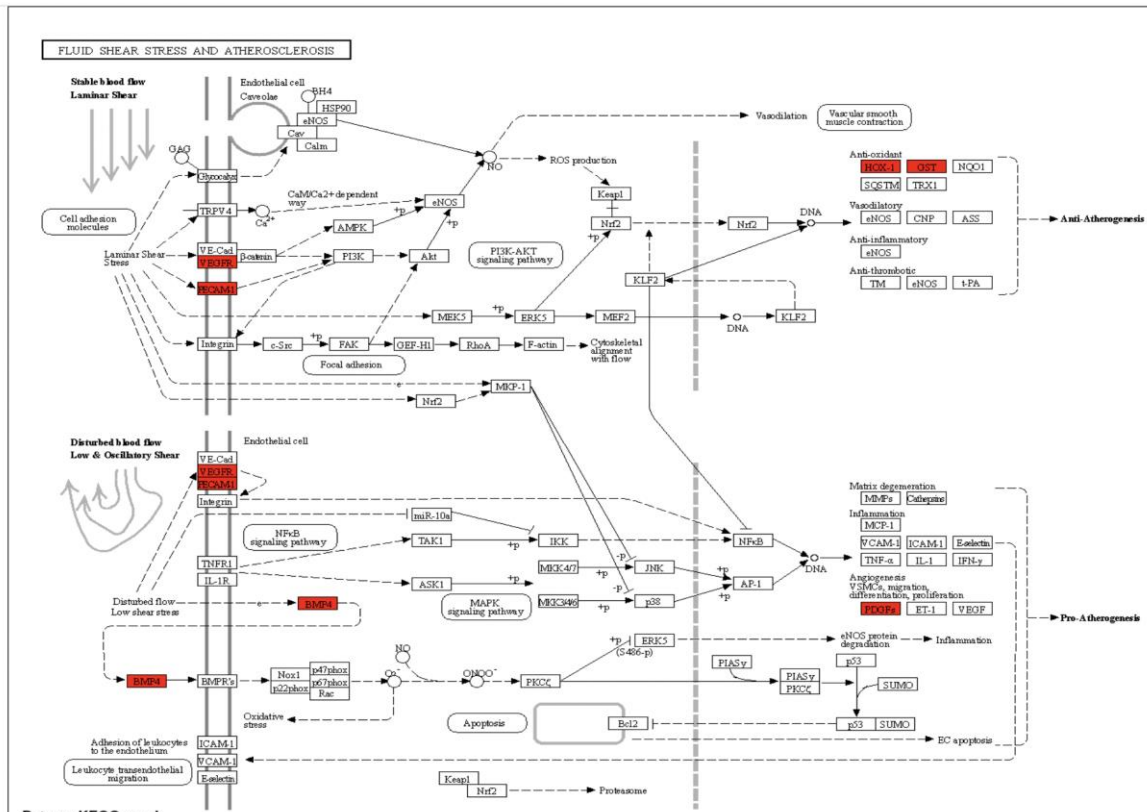 FLUID SHEAR STRESS AND ATHEROSCLEROSIS
Stable blood flow
Laminar Shear
Endothelial cell
Caveolae
BH4
HSP90
eNOS
Cav
Calm
NO
Vasodilation
Vascular smooth
muscle contraction
GAG
Glycocalyx
ROS production
Keap1
Nrf2
+p
Cell adhesion
molecules
TRPV4
Ca2+
CaM/Ca2+ dependent
way
eNOS
+p
+p
AMPK
Laminar Shear
Stress
VE-Cad
VEGFR
β-catenin
PI3K
Akt
PI3K-AKT
signaling pathway
PECAM1
Nrf2
DNA
KLF2
Anti-oxidant
HOX-1
GST
NQO1
SQSTM
TRX1
Vasodilatory
eNOS
CNP
ASS
Anti-inflammatory
eNOS
Anti-thrombotic
TM
eNOS
t-PA
Anti-Atherogenesis
MEK5
+p
ERK5
MEF2
DNA
KLF2
Integrin
c-Src
+p
FAK
GEF-H1
RhoA
F-actin
Cytoskeletal
alignment
with flow
Focal adhesion
e
MKP-1
Nrf2
Disturbed blood flow
Low & Oscillatory Shear
Endothelial cell
VE-Cad
VEGFR
PECAM1
Integrin
miR-10a
NFκB
signaling pathway
TAK1
+p
IKK
NFκB
TNFR1
IL-1R
ASK1
+p
MKK4/7
+p
-p
JNK
+p
MAPK
signaling pathway
MKK3/4/6
+p
-p
p38
+p
AP-1
DNA
Matrix degeneration
MMPs
Cathepsins
Inflammation
MCP-1
VCAM-1
ICAM-1
E-selectin
TNF-α
IL-1
IFN-γ
Angiogenesis
VSMCs, migration,
differentiation, proliferation
PDGFs
ET-1
VEGF
Pro-Atherogenesis
Disturbed flow
Low shear stress
e
BMP4
BMP4
BMPR's
Nox1
p22phox
p47phox
p67phox
Rac
O2-
NO
ONOO-
PKCζ
+p
(S486-p)
ERK5
eNOS protein
degradation
Inflammation
PIASγ
PIASγ
PKCζ
p53
SUMO
p53
SUMO
Oxidative
stress
Apoptosis
Bcl2
EC apoptosis
Adhesion of leukocytes
to the endothelium
Leukocyte transendothelial
migration
ICAM-1
VCAM-1
E-selectin
Keap1
Nrf2
Proteasome